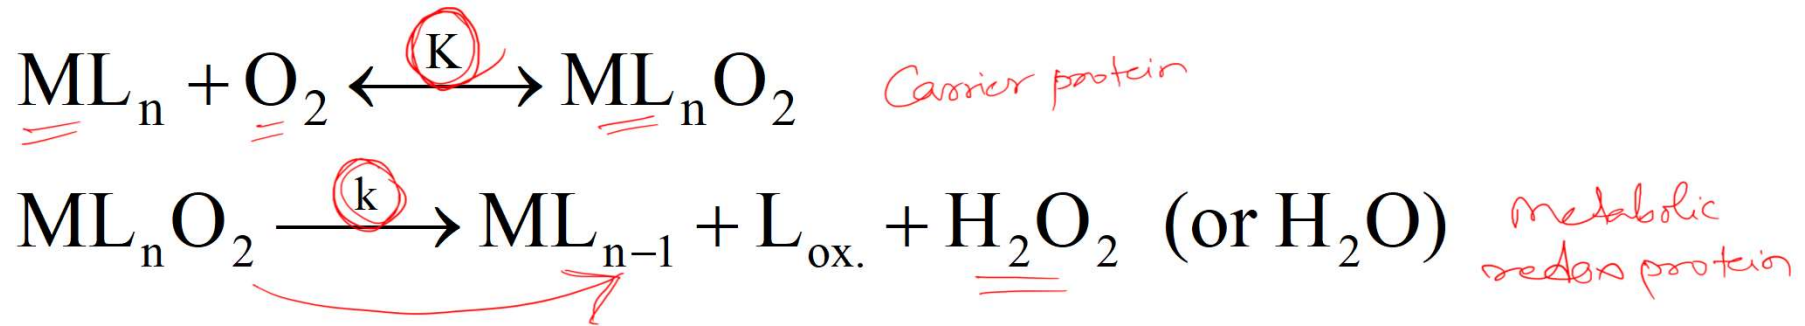 MLₙ + O₂ ⟷ K MLₙO₂ Carrier protein
MLₙO₂ ⟶ k MLₙ₋₁ + Lₒₓ. + H₂O₂ (or H₂O) metabolic
redox protein